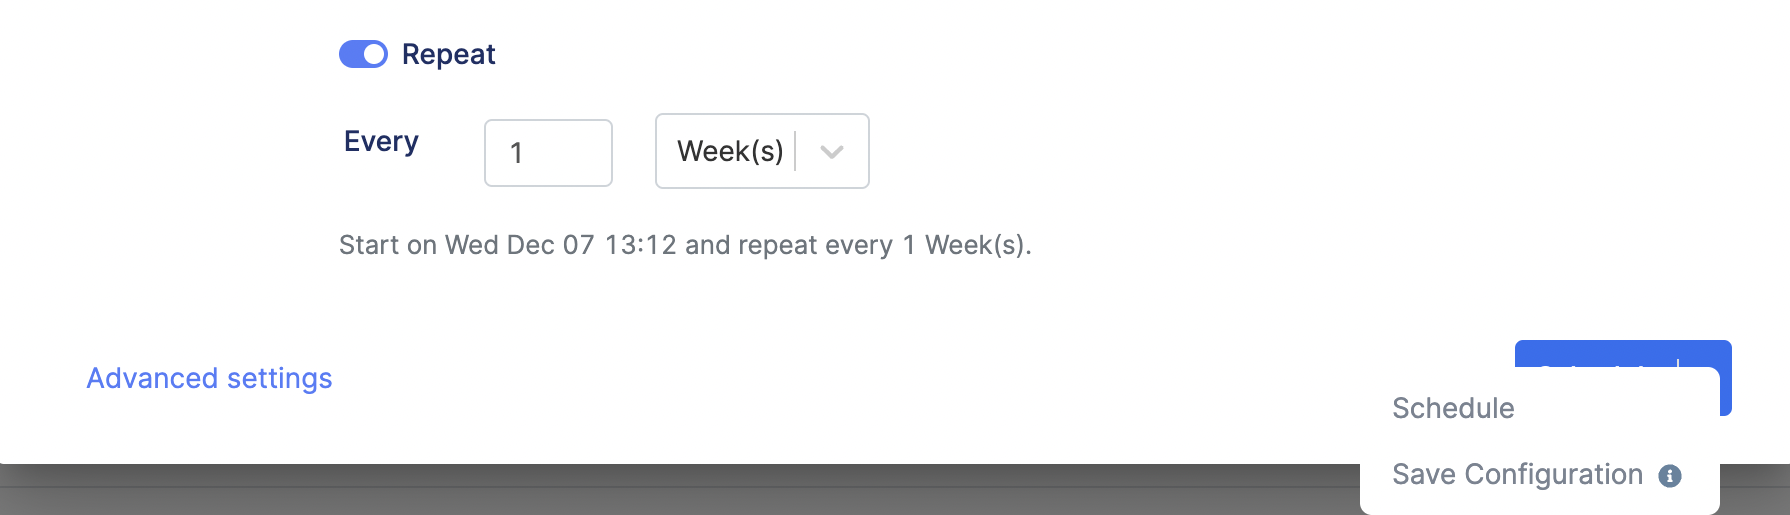 Repeat
Every
1
Week(s)
Start on Wed Dec 07 13:12 and repeat every 1 Week(s).
Advanced settings
Schedule
Save Configuration